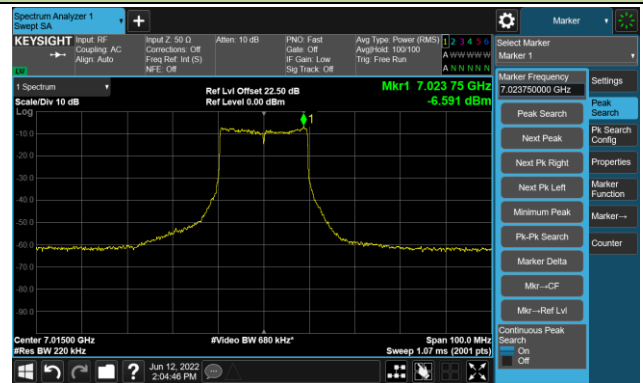 Spectrum Analyzer 1
Swept SA
+
Marker
KEYSIGHT
Input: RF
Coupling: AC
Align: Auto
Input Z: 50 Ω
Corrections: Off
Freq Ref: Int (S)
NFE: Off
Atten: 10 dB
PNO: Fast
Gate: Off
IF Gain: Low
Sig Track: Off
Avg Type: Power (RMS)
Avg|Hold: 100/100
Trig: Free Run
1 2 3 4 5 6
A W W W W W
A N N N N N
Select Marker
Marker 1
1 Spectrum
Scale/Div 10 dB
Log
Ref Lvl Offset 22.50 dB
Ref Level 0.00 dBm
Mkr1 7.023 75 GHz
-6.591 dBm
1
-10.0
-20.0
-30.0
-40.0
-50.0
-60.0
-70.0
-80.0
-90.0
Center 7.01500 GHz
#Res BW 220 kHz
#Video BW 680 kHz*
Span 100.0 MHz
Sweep 1.07 ms (2001 pts)
Marker Frequency
7.023750000 GHz
Peak Search
Next Peak
Next Pk Right
Next Pk Left
Minimum Peak
Pk-Pk Search
Marker Delta
Mkr→CF
Mkr→Ref Lvl
Continuous Peak
Search
On
Off
Settings
Peak
Search
Pk Search
Config
Properties
Marker
Function
Marker→
Counter
?
Jun 12, 2022
2:04:46 PM